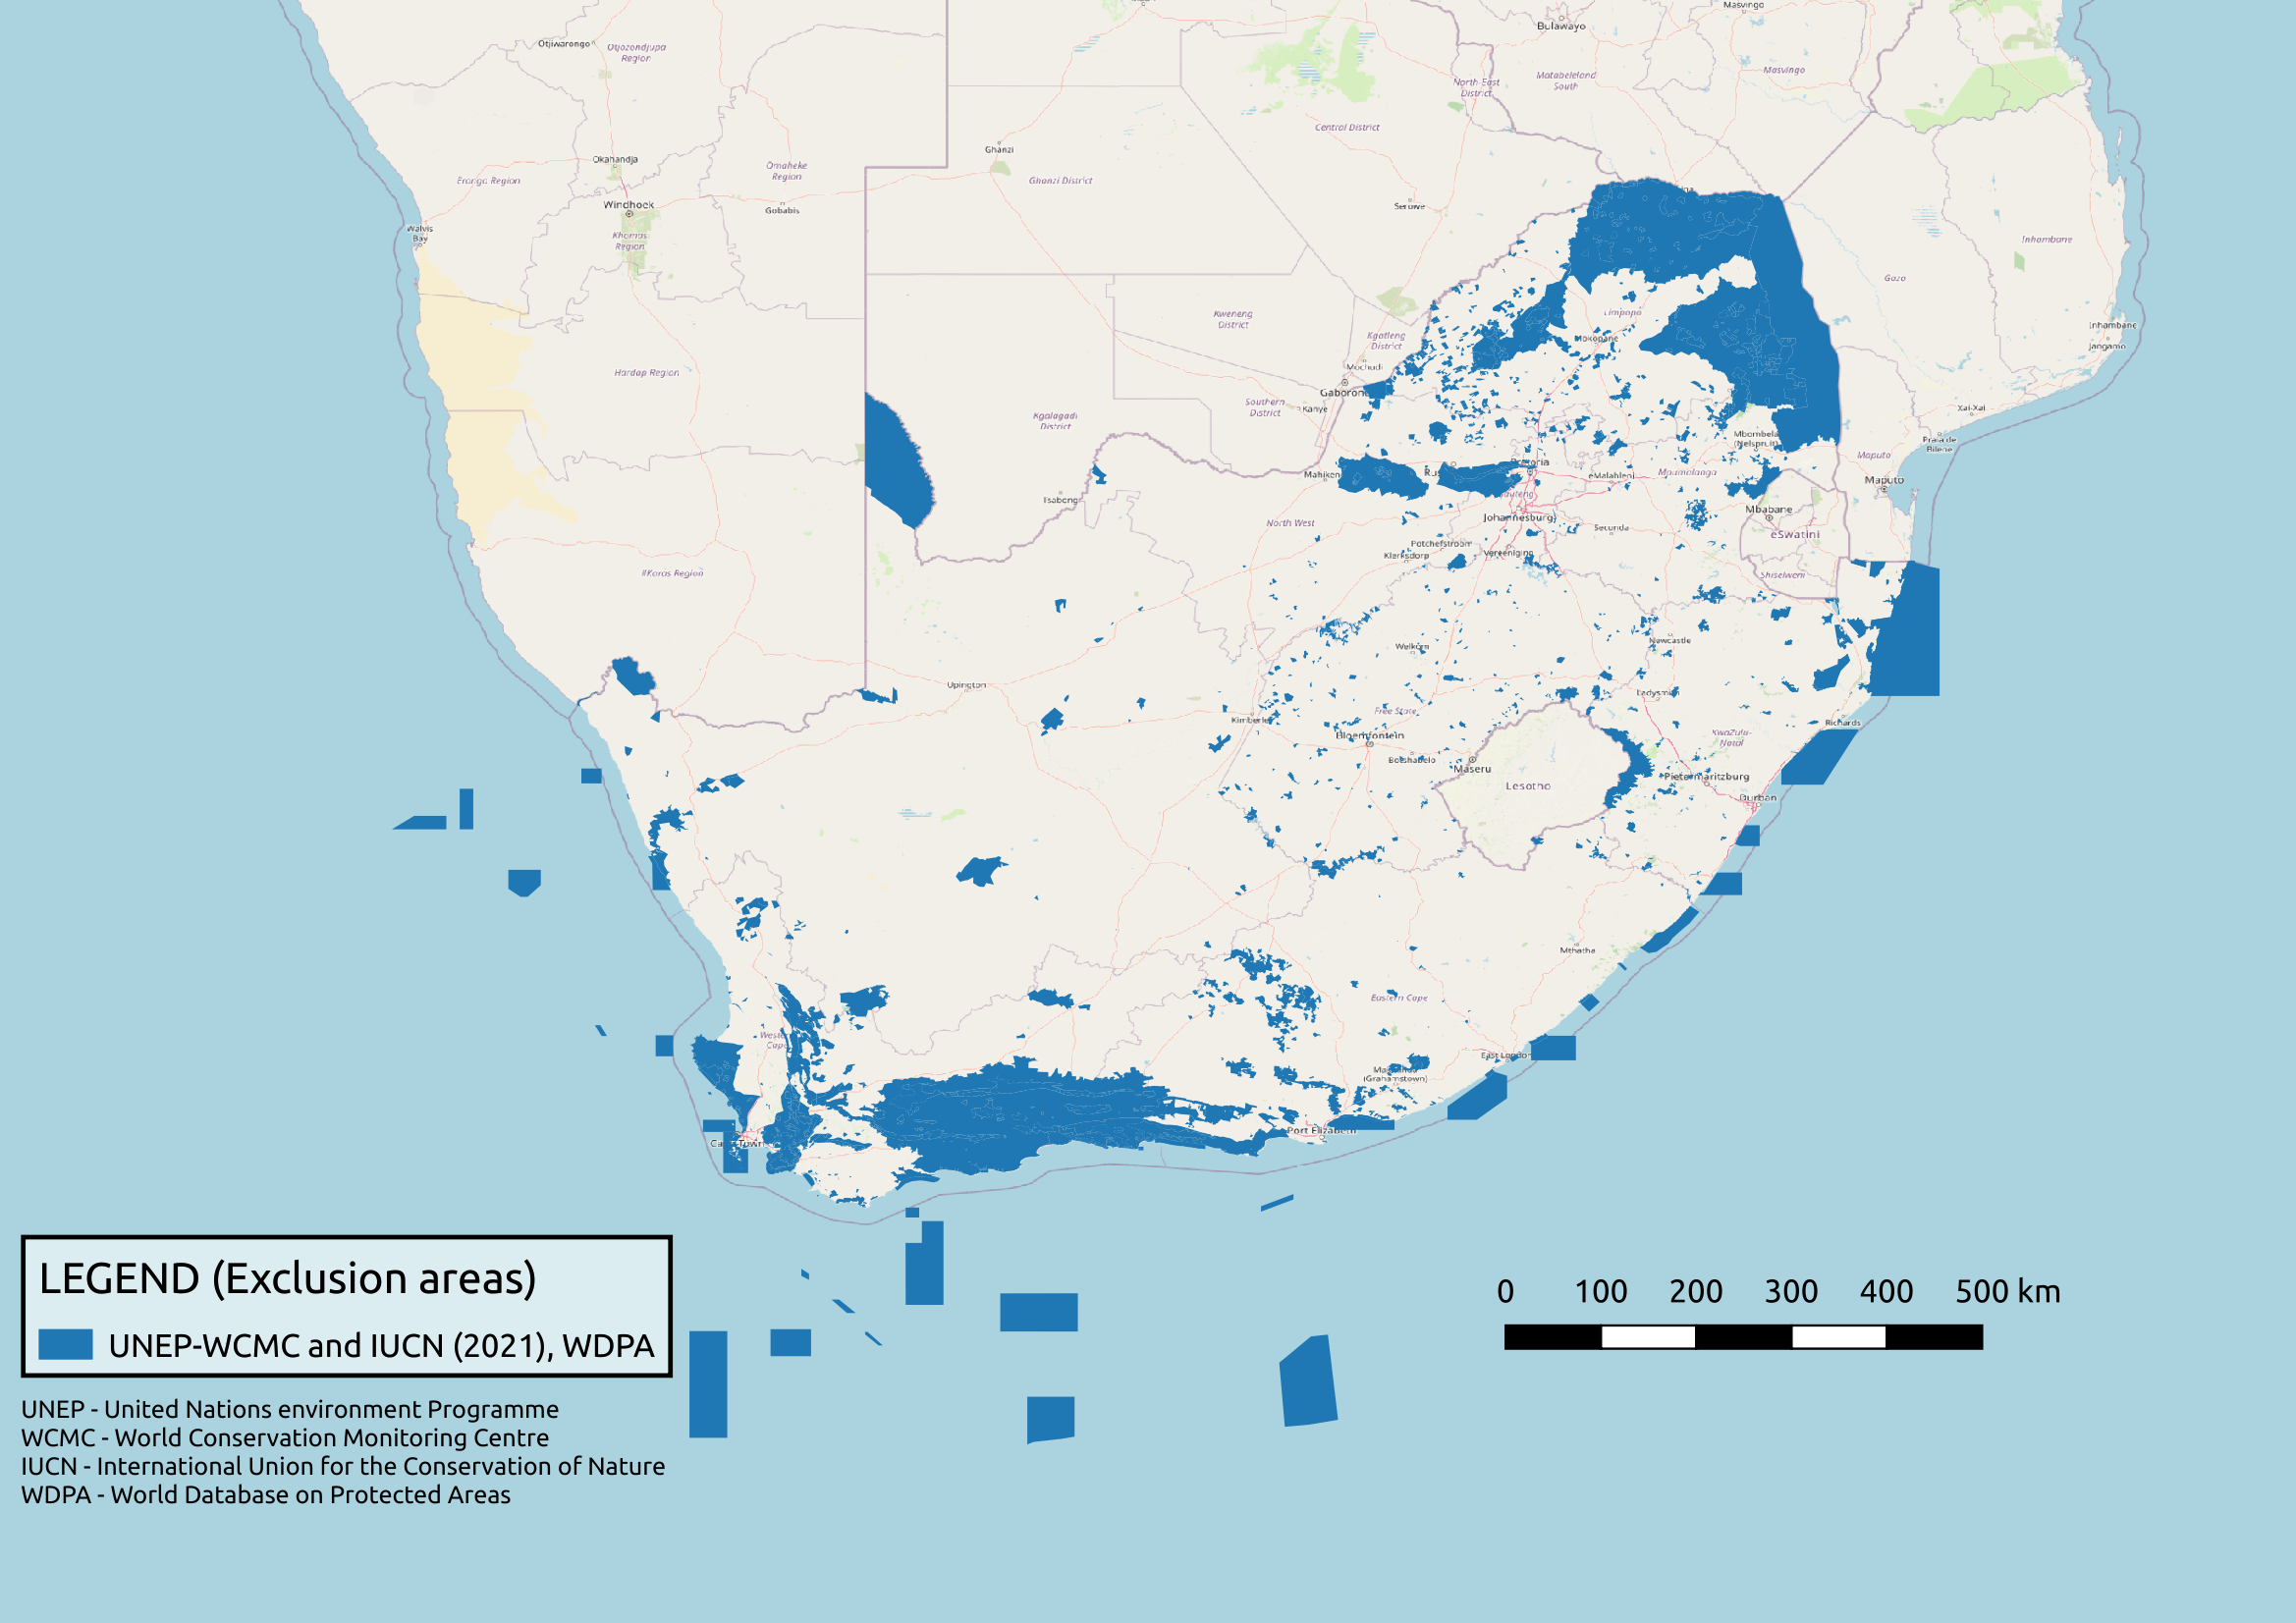 Masvingo
Bulawayo
Otjiwarongo
Otjozondjupa
Region
Masvingo
Matabeleland
South
North-East
District
Central District
Ghanzi
Okahandja
Omaheke
Region
Erongo Region
Ghanzi District
Windhoek
Gobabis
Serowe
Walvis
Bay
Khomas
Region
Inhambane
Gaza
Kweneng
District
Limpopo
Inhambane
Kgatleng
District
Mokopane
Jangamo
Mochudi
Hardap Region
Gaborone
Southern
District
Kanye
Xai-Xai
Kgalagadi
District
Mbombela
(Nelspruit)
Praia de
Bilene
Maputo
Mahikeng
eMalahleni
Mpumalanga
Maputo
Tsabong
Gauteng
Mbabane
North West
Johannesburg
Secunda
eSwatini
Potchefstroom
Klerksdorp
Vereeniging
ǁKaras Region
Shiselweni
Newcastle
Welkom
Upington
Ladysmith
Free State
Kimberley
Richards
Bloemfontein
KwaZulu-
Natal
Botshabelo
Maseru
Pietermaritzburg
Lesotho
Durban
Mthatha
Eastern Cape
Western
Cape
East London
Makhanda
(Grahamstown)
Port Elizabeth
Cape Town
LEGEND (Exclusion areas)
UNEP-WCMC and IUCN (2021), WDPA
0 100 200 300 400 500 km
UNEP - United Nations environment Programme
WCMC - World Conservation Monitoring Centre
IUCN - International Union for the Conservation of Nature
WDPA - World Database on Protected Areas